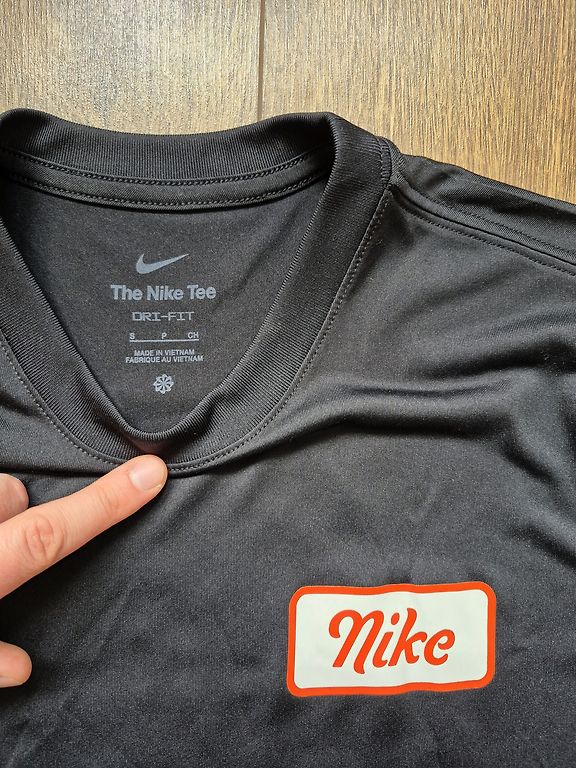 The Nike Tee
DRI-FIT
S P CH
MADE IN VIETNAM
FABRIQUÉ AU VIETNAM
Nike